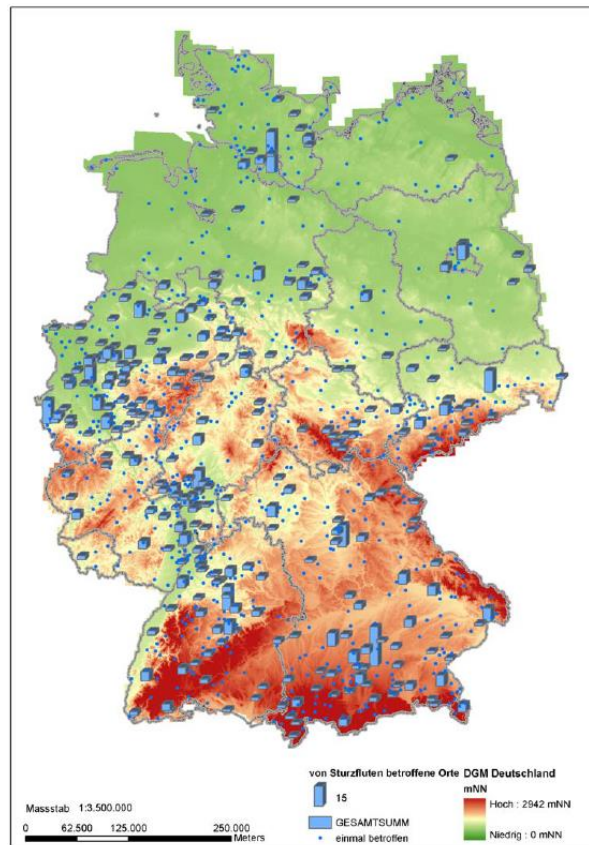 von Sturzfluten betroffene Orte
15
GESAMTSUMM
einmal betroffen
DGM Deutschland
mNN
Hoch : 2942 mNN
Niedrig : 0 mNN
Massstab 1:3.500.000
0 62.500 125.000 250.000
Meters